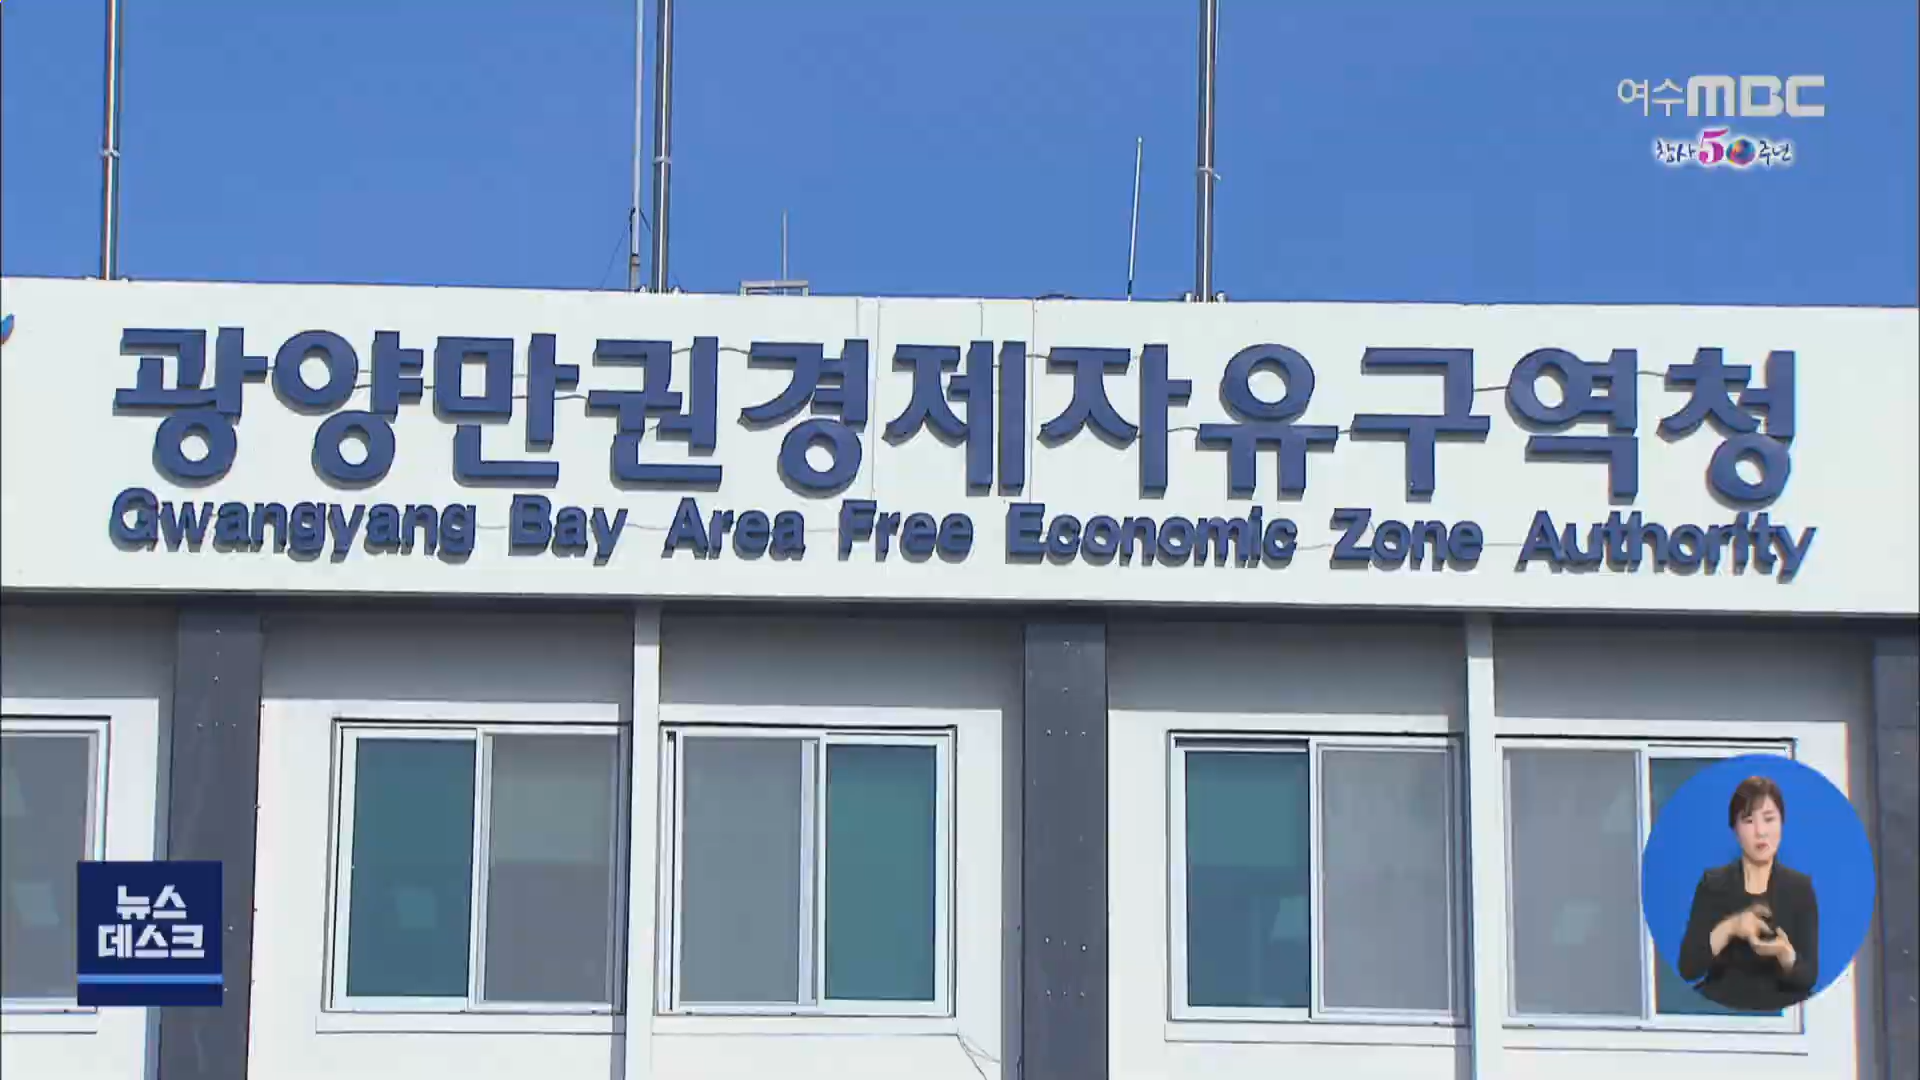 여수MBC
창사50주년
광양만권경제자유구역청
Gwangyang Bay Area Free Economic Zone Authority
뉴스
데스크